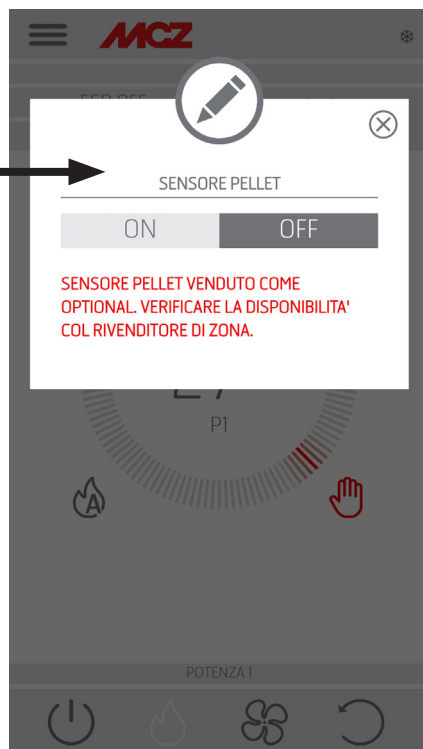 MCZ
SENSORE PELLET
ON OFF
SENSORE PELLET VENDUTO COME
OPTIONAL. VERIFICARE LA DISPONIBILITA'
COL RIVENDITORE DI ZONA.
P1
A
POTENZA 1